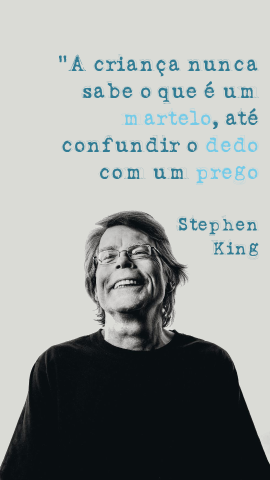 "A criança nunca
sabe o que é um
martelo, até
confundir o dedo
com um prego
Stephen
King